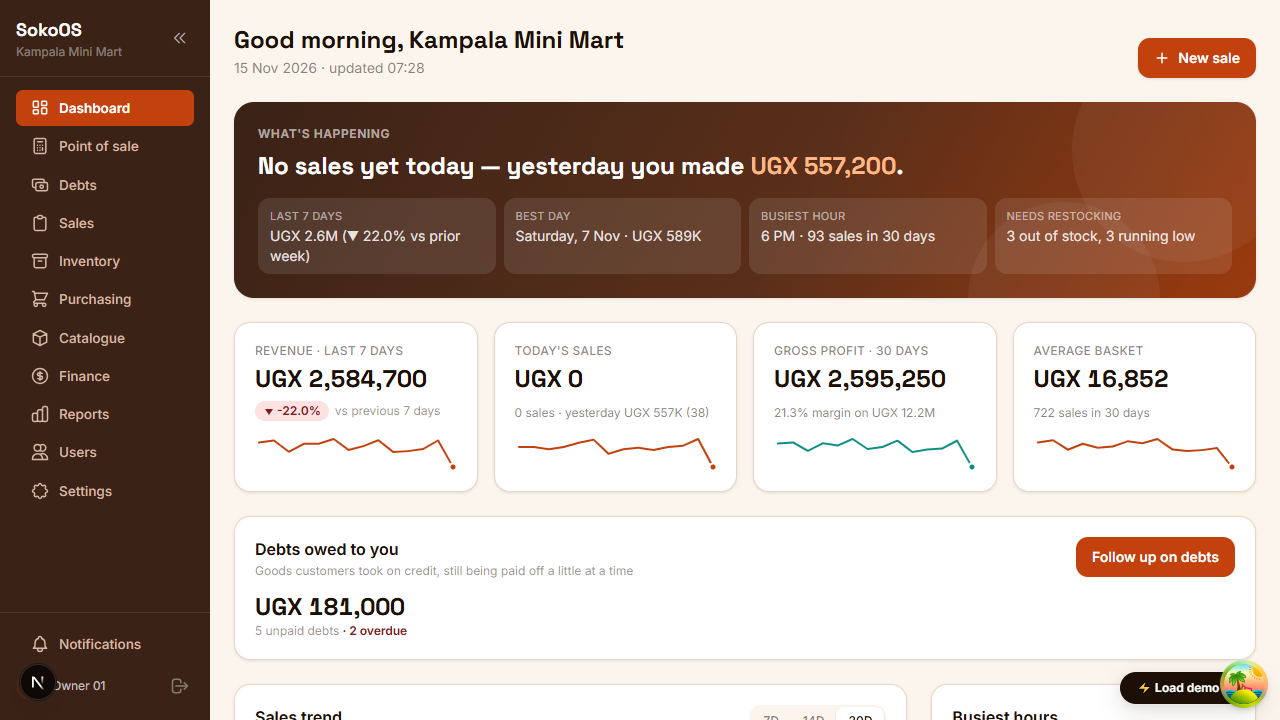 SokoOS
Kampala Mini Mart
Dashboard
Point of sale
Debts
Sales
Inventory
Purchasing
Catalogue
Finance
Reports
Users
Settings
Notifications
N
Owner 01
Good morning, Kampala Mini Mart
15 Nov 2026 · updated 07:28
+ New sale
WHAT'S HAPPENING
No sales yet today — yesterday you made UGX 557,200.
LAST 7 DAYS
UGX 2.6M (▼ 22.0% vs prior
week)
BEST DAY
Saturday, 7 Nov · UGX 589K
BUSIEST HOUR
6 PM · 93 sales in 30 days
NEEDS RESTOCKING
3 out of stock, 3 running low
REVENUE · LAST 7 DAYS
UGX 2,584,700
▼ -22.0% vs previous 7 days
TODAY'S SALES
UGX 0
0 sales · yesterday UGX 557K (38)
GROSS PROFIT · 30 DAYS
UGX 2,595,250
21.3% margin on UGX 12.2M
AVERAGE BASKET
UGX 16,852
722 sales in 30 days
Debts owed to you
Goods customers took on credit, still being paid off a little at a time
UGX 181,000
5 unpaid debts · 2 overdue
Follow up on debts
Sales trend
7D 14D 30D
Busiest hours
Load demo